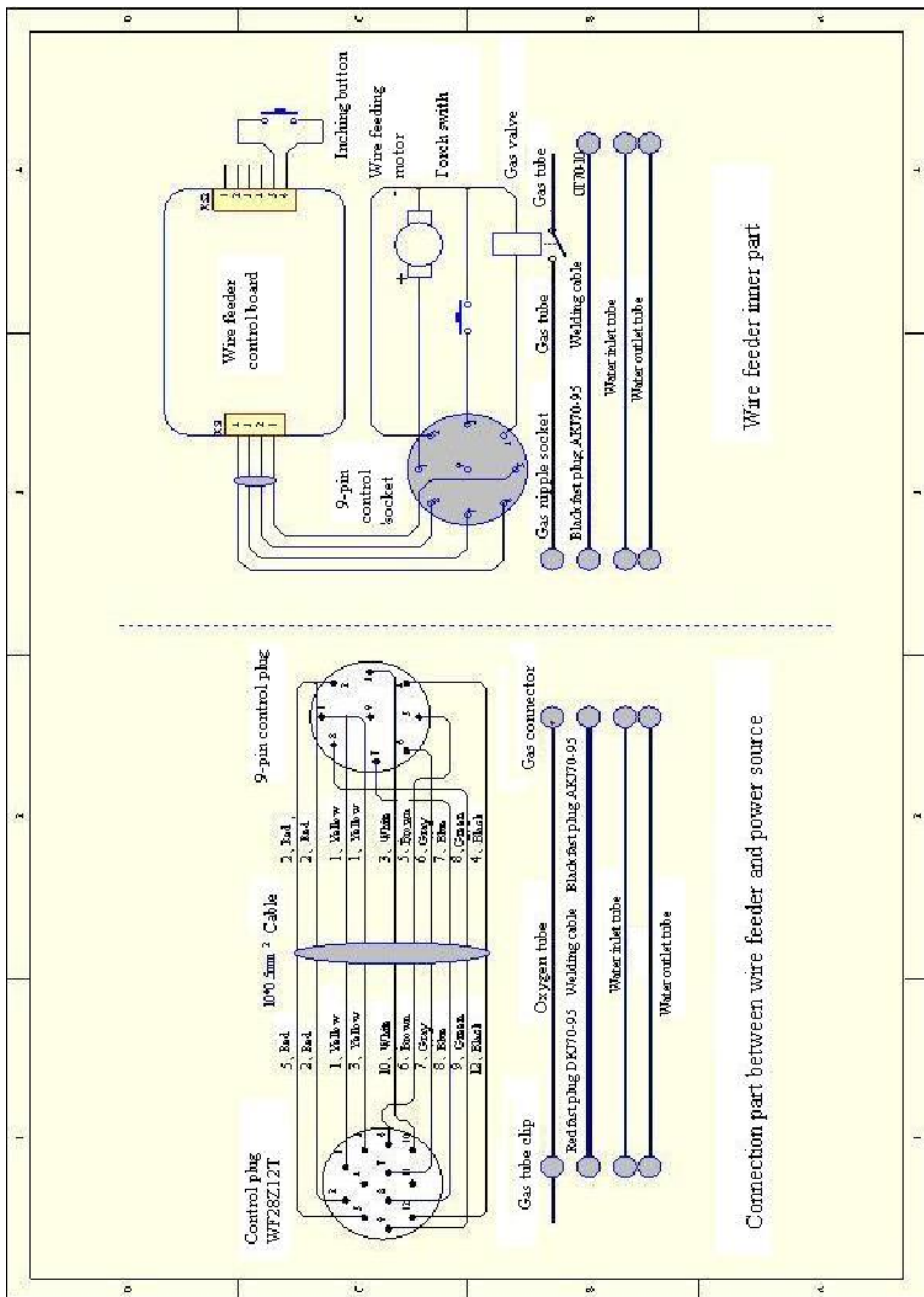 Control plug
WF28Z12T
10*0.5mm² Cable
9-pin control plug
5、Red
2、Red
1、Yellow
3、Yellow
10、White
6、Brown
7、Gray
8、Blue
9、Green
12、Black
2、Red
2、Red
1、Yellow
1、Yellow
3、White
5、Brown
6、Gray
7、Blue
8、Green
4、Black
Gas tube clip
Oxygen tube
Gas connector
Red fast plug DKJ70-95
Welding cable
Black fast plug AKJ70-95
Water inlet tube
Water outlet tube
Connection part between wire feeder and power source
Wire feeder
control board
Inching button
9-pin
control
socket
Wire feeding
motor
+
-
Torch swith
Gas valve
Gas nipple socket
Gas tube
Gas tube
Black fast plug AKJ70-95
Welding cable
Water inlet tube
Water outlet tube
Wire feeder inner part